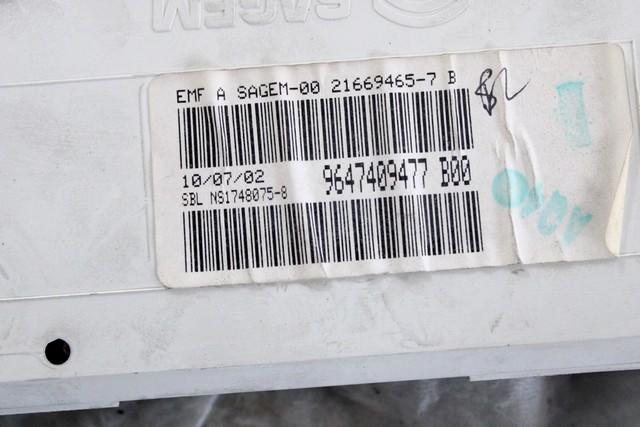 SAGEM
EMF A SAGEM-00 21669465-7 B
10/07/02
9647409477 B00
SBL NS1748075-8